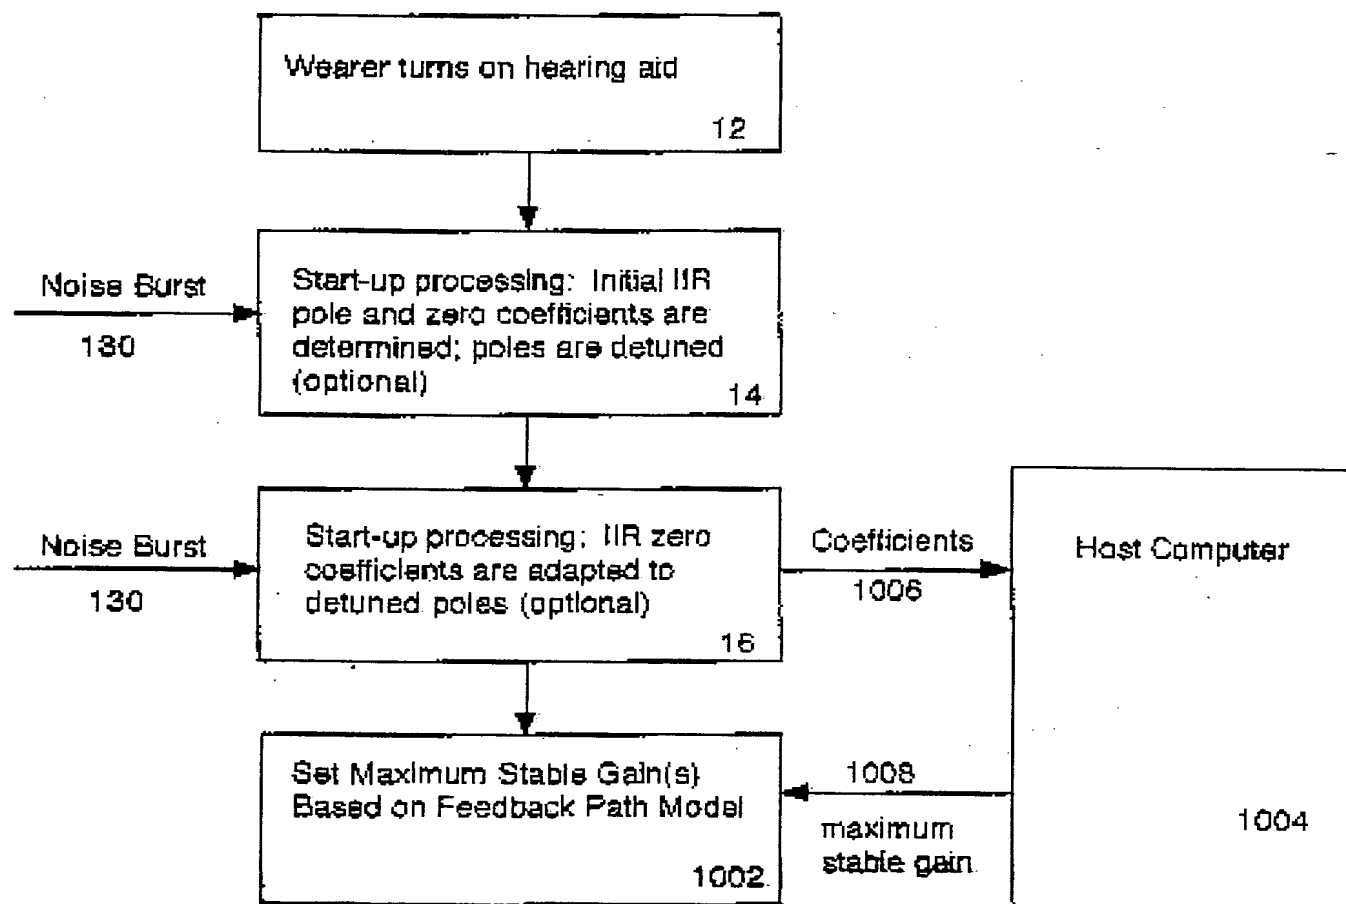 Wearer turns on hearing aid
12
Noise Burst
130
Start-up processing: Initial IIR
pole and zero coefficients are
determined; poles are detuned
(optional)
14
Noise Burst
130
Start-up processing: IIR zero
coefficients are adapted to
detuned poles (optional)
16
Coefficients
1006
Host Computer
1004
Set Maximum Stable Gain(s)
Based on Feedback Path Model
1002
1008
maximum
stable gain